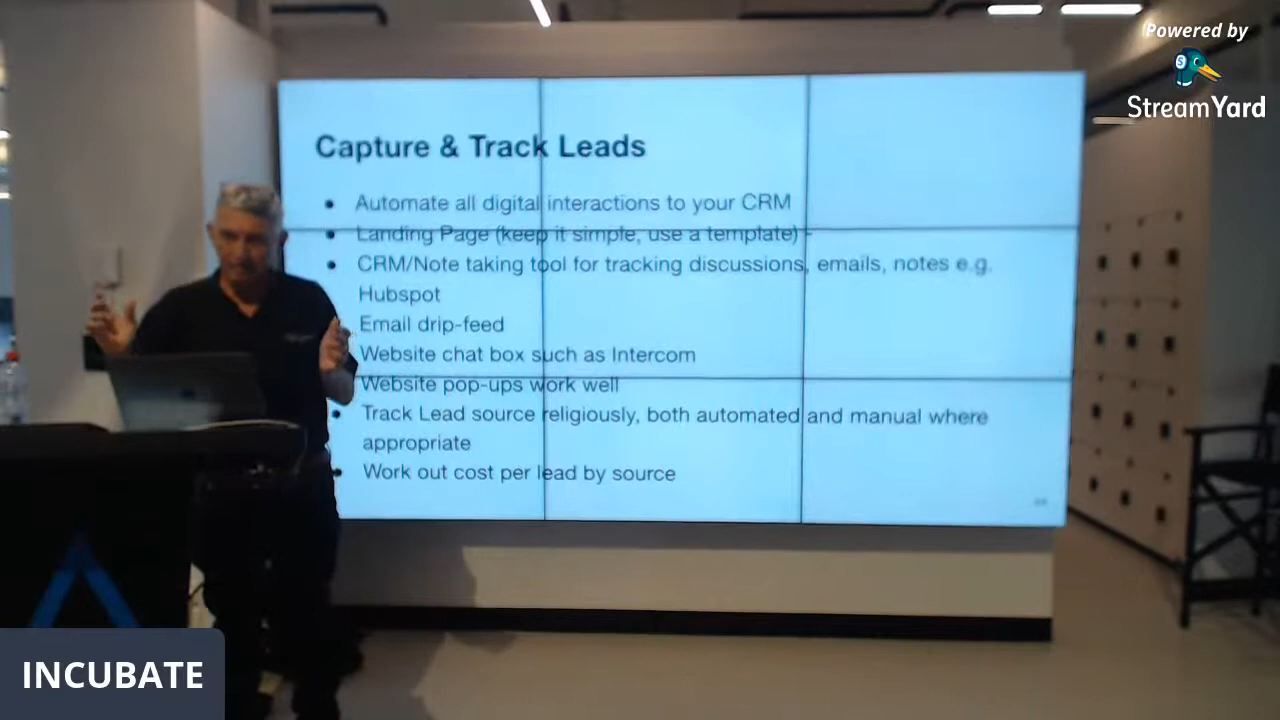 Powered by
StreamYard
Capture & Track Leads
• Automate all digital interactions to your CRM
• Landing Page (keep it simple, use a template) -
• CRM/Note taking tool for tracking discussions, emails, notes e.g.
Hubspot
Email drip-feed
Website chat box such as Intercom
Website pop-ups work well
• Track Lead source religiously, both automated and manual where
appropriate
• Work out cost per lead by source
INCUBATE